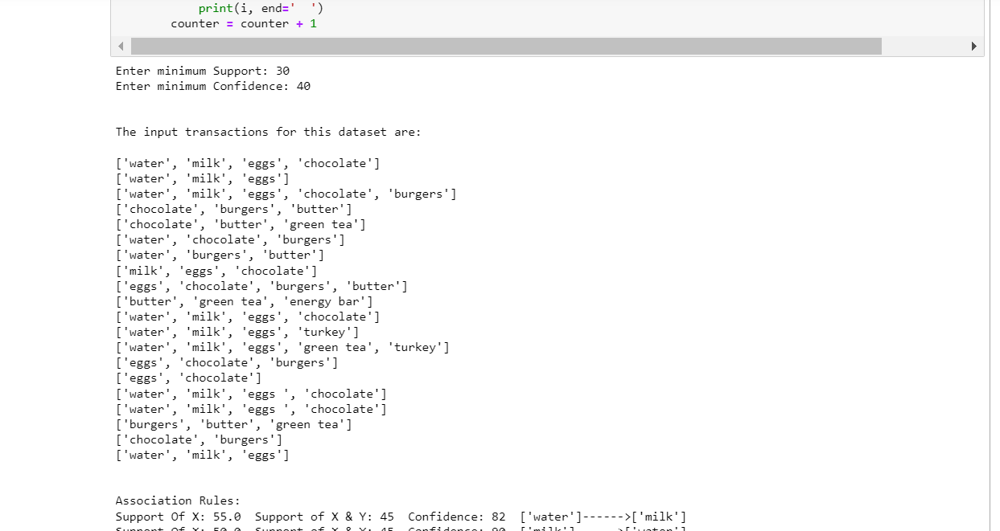 print(i, end='  ')
counter = counter + 1
Enter minimum Support: 30
Enter minimum Confidence: 40
The input transactions for this dataset are:
['water', 'milk', 'eggs', 'chocolate']
['water', 'milk', 'eggs']
['water', 'milk', 'eggs', 'chocolate', 'burgers']
['chocolate', 'burgers', 'butter']
['chocolate', 'butter', 'green tea']
['water', 'chocolate', 'burgers']
['water', 'burgers', 'butter']
['milk', 'eggs', 'chocolate']
['eggs', 'chocolate', 'burgers', 'butter']
['butter', 'green tea', 'energy bar']
['water', 'milk', 'eggs', 'chocolate']
['water', 'milk', 'eggs', 'turkey']
['water', 'milk', 'eggs', 'green tea', 'turkey']
['eggs', 'chocolate', 'burgers']
['eggs', 'chocolate']
['water', 'milk', 'eggs ', 'chocolate']
['water', 'milk', 'eggs ', 'chocolate']
['burgers', 'butter', 'green tea']
['chocolate', 'burgers']
['water', 'milk', 'eggs']
Association Rules:
Support Of X: 55.0  Support of X & Y: 45  Confidence: 82  ['water']------>['milk']
Support Of X: 50.0  Support of X & Y: 45  Confidence: 90  ['milk']------>['water']